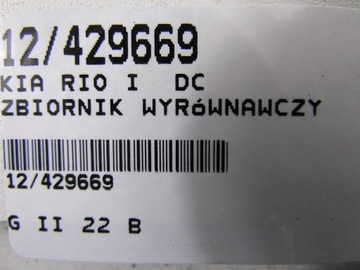 12/429669
KIA RIO I DC
ZBIORNIK WYRóWNAWCZY
12/429669
G II 22 B